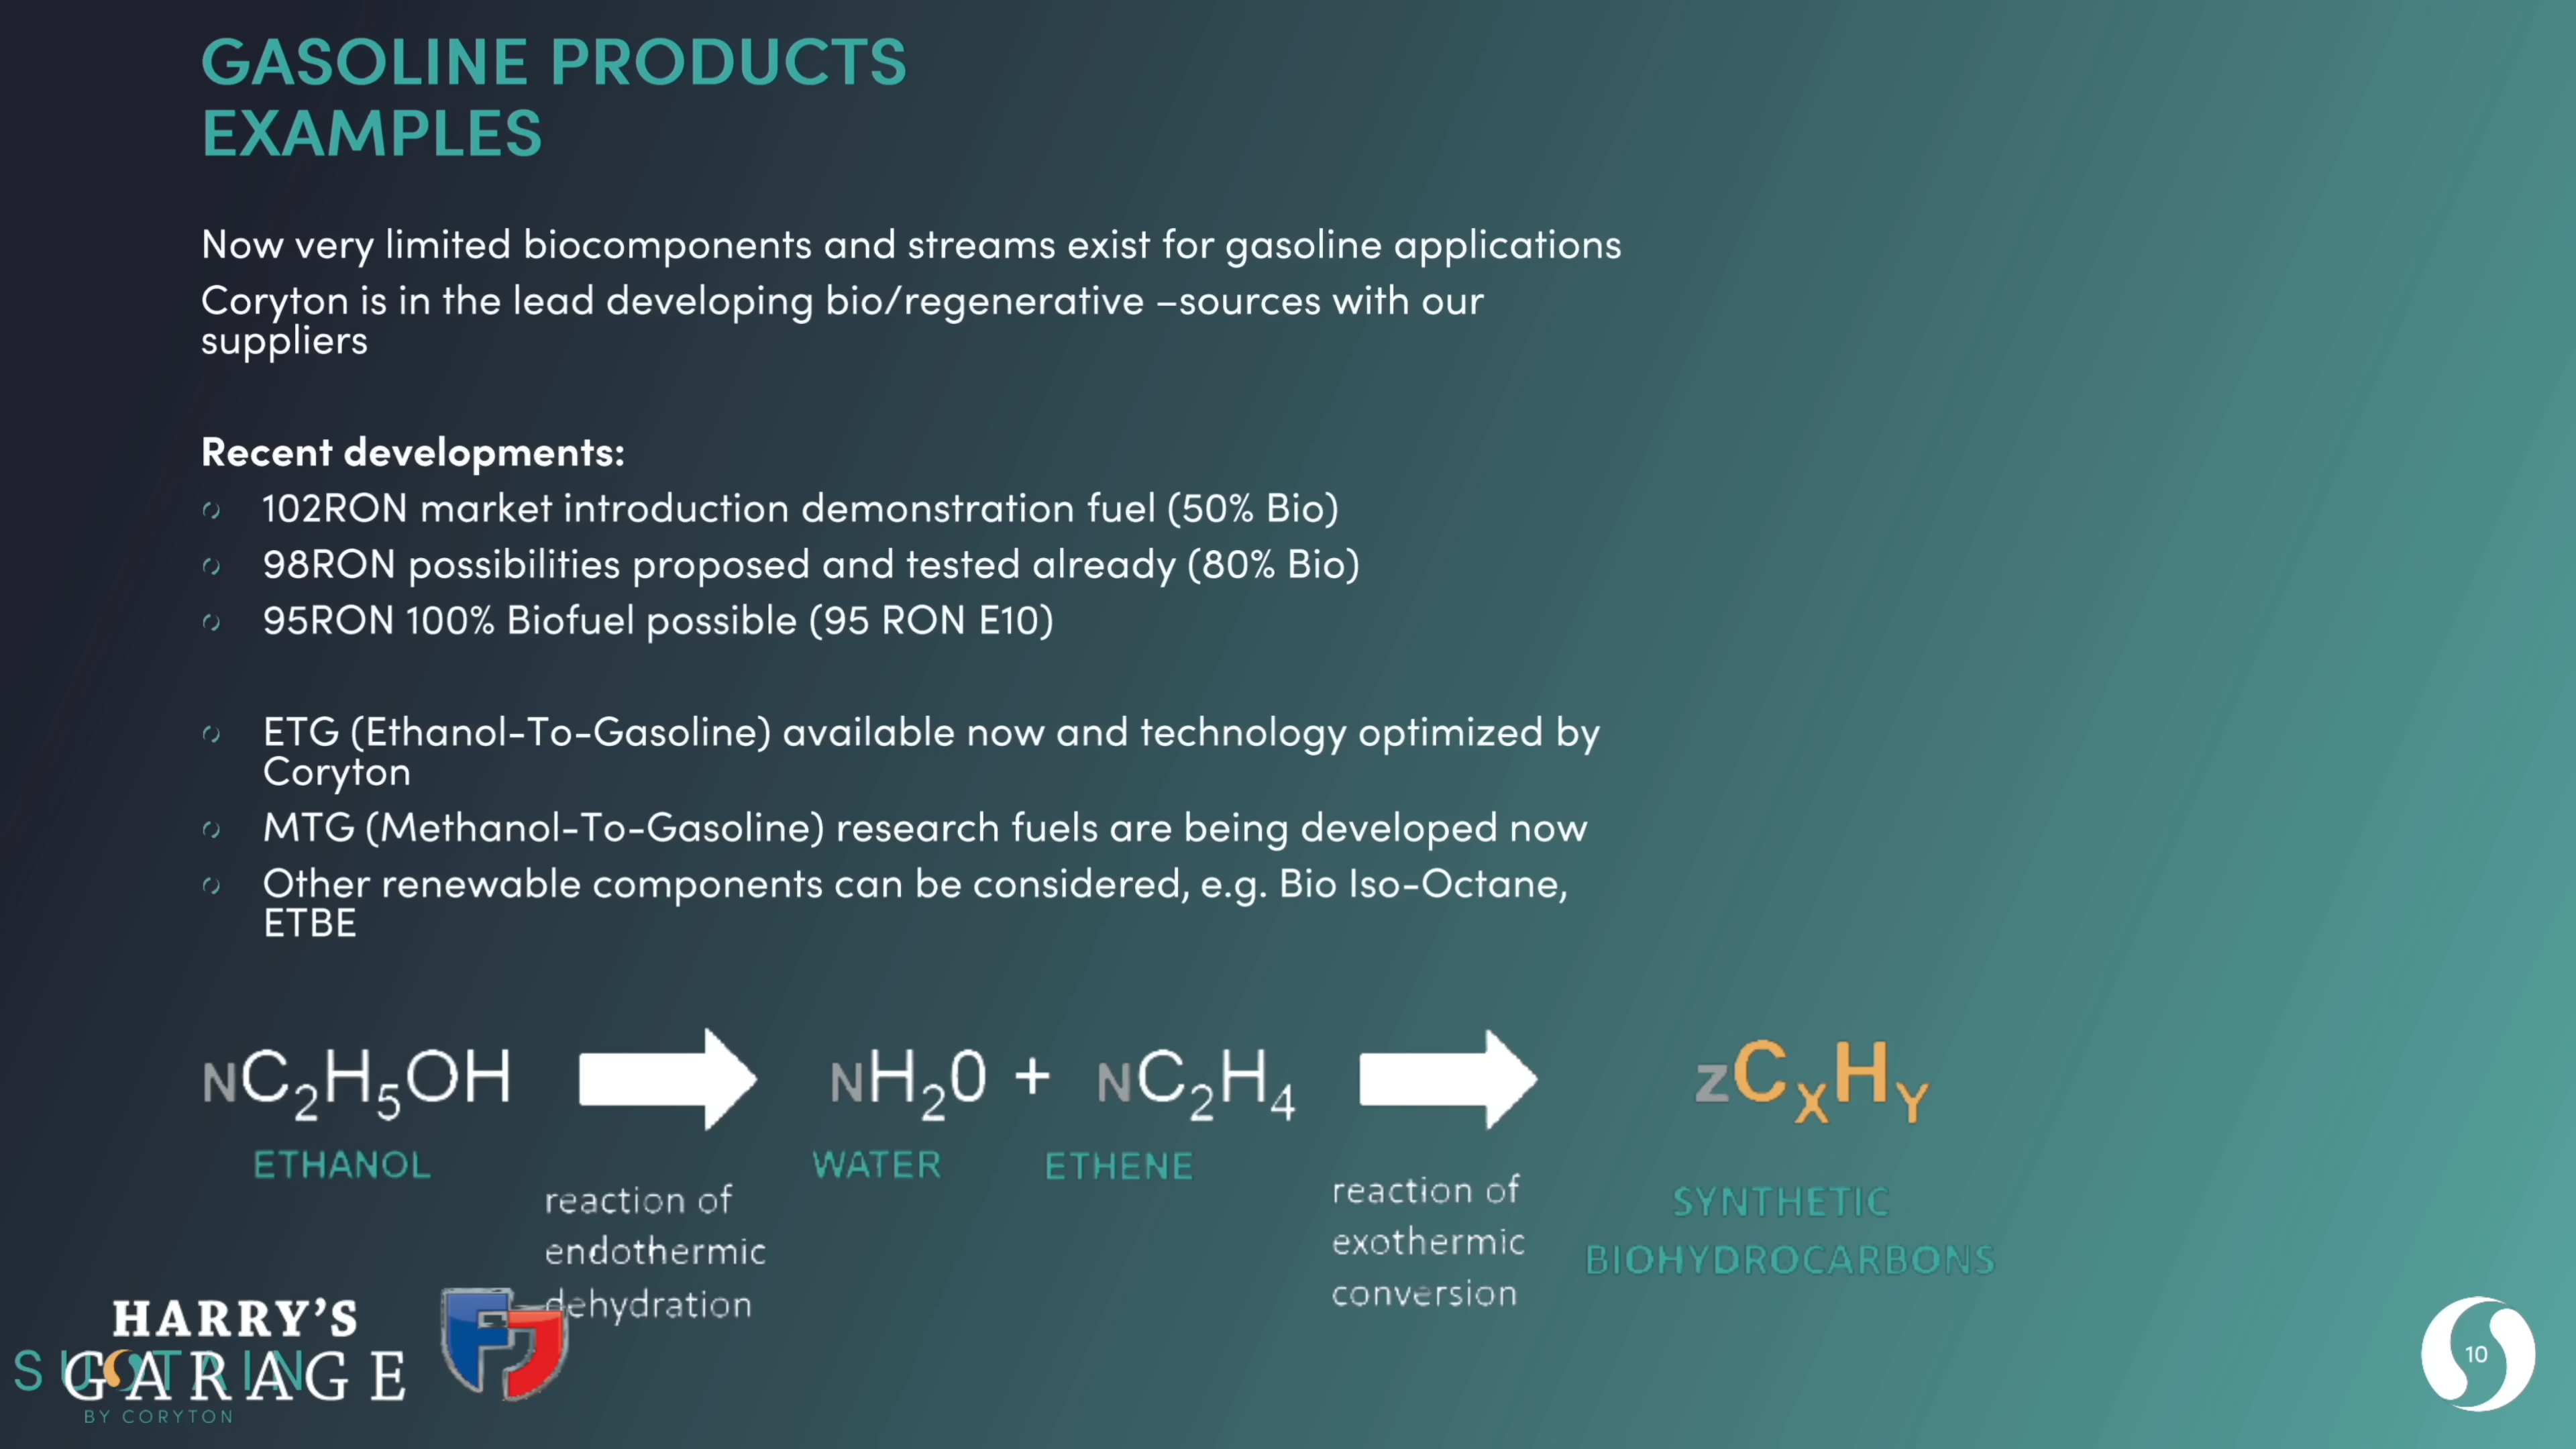 GASOLINE PRODUCTS
EXAMPLES
Now very limited biocomponents and streams exist for gasoline applications
Coryton is in the lead developing bio/regenerative –sources with our
suppliers
Recent developments:
102RON market introduction demonstration fuel (50% Bio)
98RON possibilities proposed and tested already (80% Bio)
95RON 100% Biofuel possible (95 RON E10)
ETG (Ethanol-To-Gasoline) available now and technology optimized by
Coryton
MTG (Methanol-To-Gasoline) research fuels are being developed now
Other renewable components can be considered, e.g. Bio Iso-Octane,
ETBE
NC₂H₅OH
NH₂0 + NC₂H₄
ZCₓHᵧ
ETHANOL
WATER
ETHENE
reaction of
endothermic
dehydration
reaction of
exothermic
conversion
SYNTHETIC
BIOHYDROCARBONS
HARRY'S
GARAGE
SUSTAIN
BY CORYTON
FJ
10